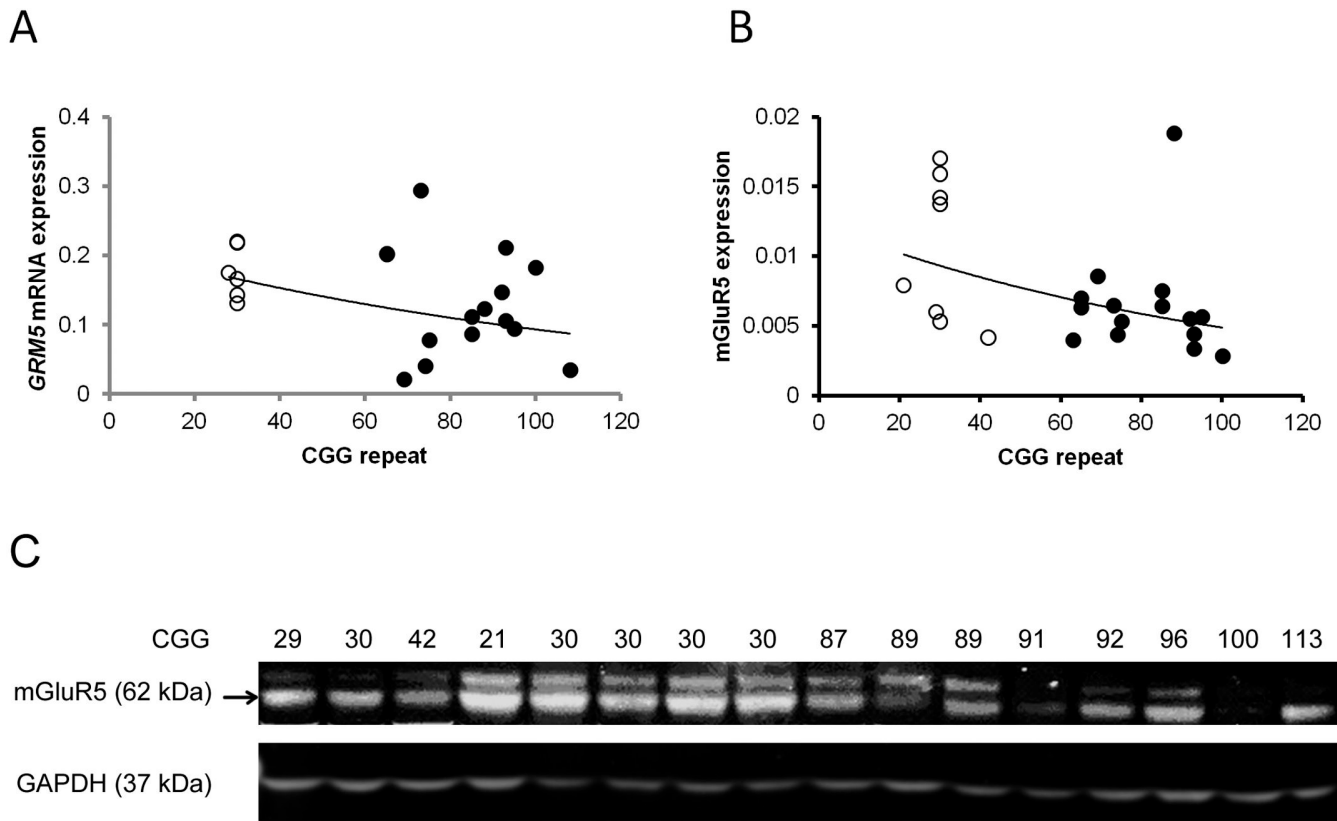 A
B
GRM5 mRNA expression
0.4
0.3
0.2
0.1
0
0 20 40 60 80 100 120
CGG repeat
mGluR5 expression
0.02
0.015
0.01
0.005
0
0 20 40 60 80 100 120
CGG repeat
C
CGG 29 30 42 21 30 30 30 30 87 89 89 91 92 96 100 113
mGluR5 (62 kDa)
GAPDH (37 kDa)